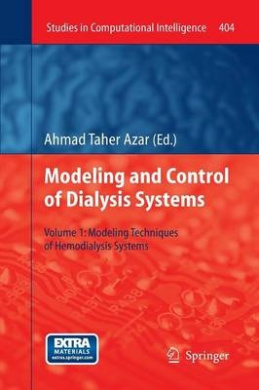 Studies in Computational Intelligence 404
Ahmad Taher Azar (Ed.)
Modeling and Control
of Dialysis Systems
Volume 1: Modeling Techniques
of Hemodialysis Systems
EXTRA
MATERIALS
extras.springer.com
Springer